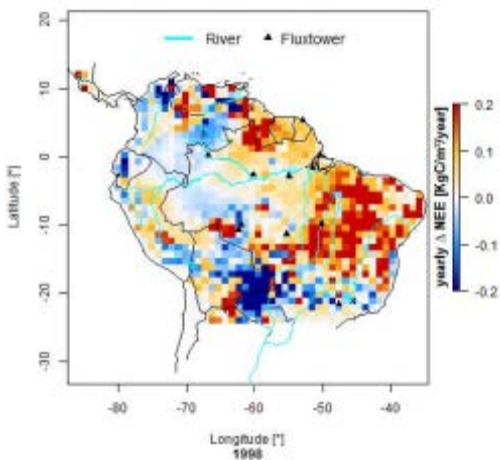 River Fluxtower
20
10
0
-10
-20
-30
Latitude [°]
-80 -70 -60 -50 -40
Longitude [°]
1998
0.2
0.1
0.0
-0.1
-0.2
yearly Δ NEE [KgC/m²/year]